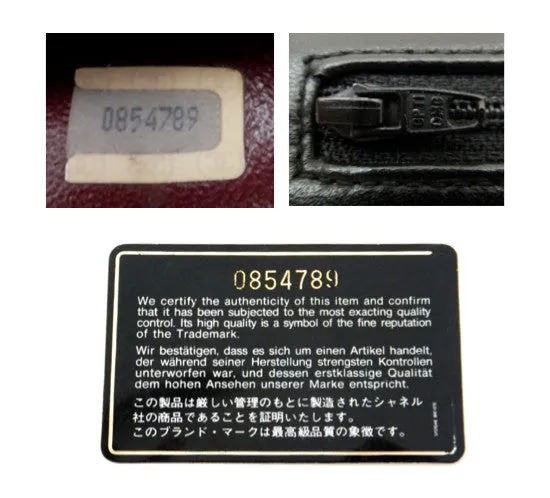 0854789
0854789
We certify the authenticity of this item and confirm
that it has been subjected to the most exacting quality
control. Its high quality is a symbol of the fine reputation
of the Trademark.
Wir bestätigen, dass es sich um einen Artikel handelt,
der während seiner Herstellung strengsten Kontrollen
unterworfen war, und dessen erstklassige Qualität
dem hohen Ansehen unserer Marke entspricht.
この製品は厳しい管理のもとに製造されたシャネル
社の商品であることを証明いたします。
このブランド・マークは最高級品質の象徴です。